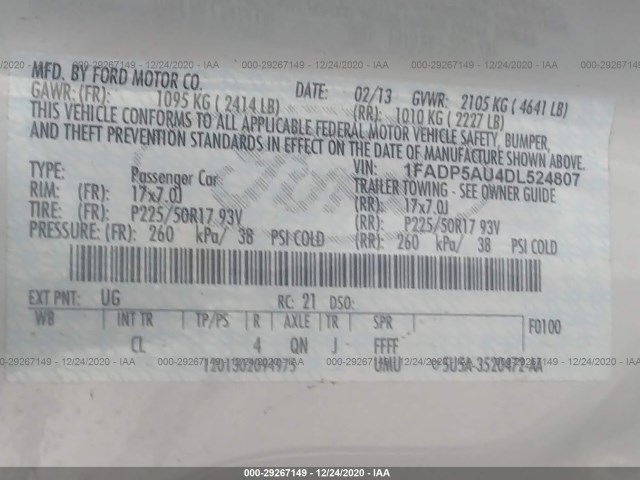 000-29267149 - 12/24/2020 - IAA
MFD. BY FORD MOTOR CO.
DATE: 02/13 GVWR: 2105 KG ( 4641 LB)
GAWR: (FR): 1095 KG ( 2414 LB) (RR): 1010 KG ( 2227 LB)
THIS VEHICLE CONFORMS TO ALL APPLICABLE FEDERAL MOTOR VEHICLE SAFETY, BUMPER,
AND THEFT PREVENTION STANDARDS IN EFFECT ON THE DATE OF MANUFACTURE SHOWN ABOVE.
VIN: 1FADP5AU4DL524807
TYPE: Passenger Car TRAILER TOWING - SEE OWNER GUIDE
RIM: (FR) 17x7.0J (RR): 17x7.0J
TIRE: (FR) P225/50R17 93V (RR): P225/50R17 93V
PRESSURE: (FR): 260 kPa/ 38 PSI COLD (RR): 260 kPa/ 38 PSI COLD
EXT PNT: UG RC: 21 DSO:
WB INT TR TP/PS R AXLE TR SPR F0100
CL 4 QN J FFFF
000-29267149 - 12/24/2020 - IAA
UMU
000-29267149 - 12/24/2020 - IAA